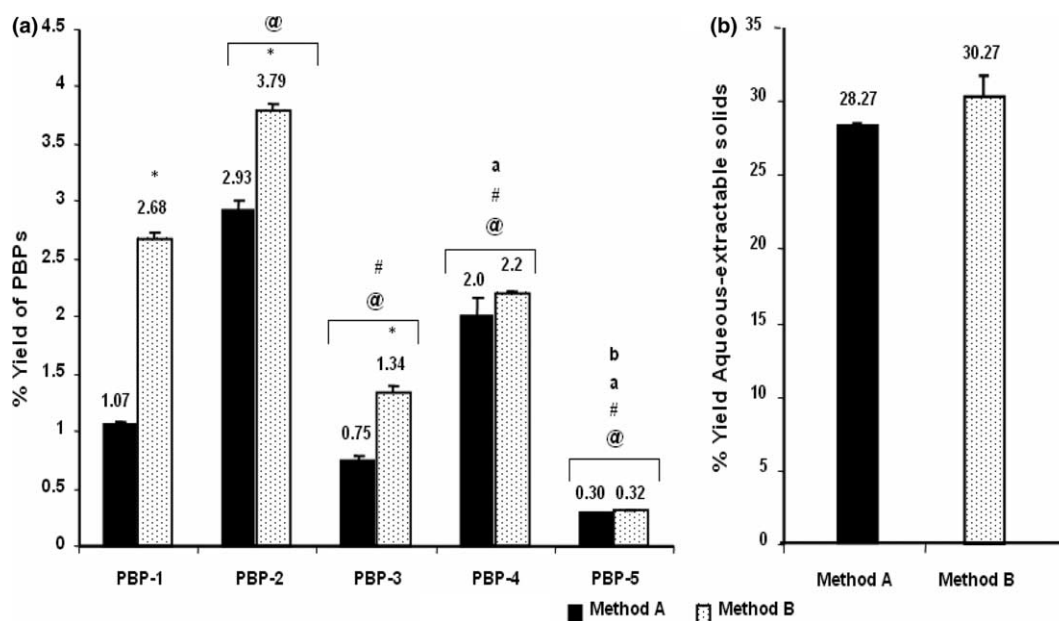 (a)
% Yield of PBPs
4.5
4
3.5
3
2.5
2
1.5
1
0.5
0
1.07
*
2.68
2.93
@
*
3.79
0.75
#
@
*
1.34
a
#
@
2.0
2.2
b
a
#
@
0.30
0.32
PBP-1
PBP-2
PBP-3
PBP-4
PBP-5
(b)
% Yield Aqueous-extractable solids
35
30
25
20
15
10
5
0
28.27
30.27
Method A
Method B
Method A
Method B